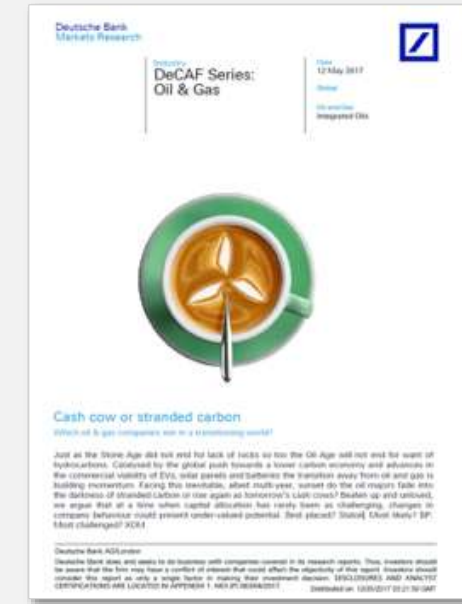 Deutsche Bank
Markets Research
Industry
DeCAF Series:
Oil & Gas
Date
12 May 2017
Global
Oil and Gas
Integrated Oils
Cash cow or stranded carbon
Which oil & gas companies win in a transitioning world?
Just as the Stone Age did not end for lack of rocks so too the Oil Age will not end for want of
hydrocarbons. Catalysed by the global push towards a lower carbon economy and advances in
the commercial viability of EVs, solar panels and batteries the transition away from oil and gas is
building momentum. Facing this inevitable, albeit multi-year, sunset do the oil majors fade into
the darkness of stranded carbon or rise again as tomorrow's cash cows? Beaten up and unloved,
we argue that at a time when capital allocation has rarely been as challenging, changes in
company behaviour could present under-valued potential. Best placed? Statoil. Most likely? BP.
Most challenged? XOM
Deutsche Bank AG/London
Deutsche Bank does and seeks to do business with companies covered in its research reports. Thus, investors should
be aware that the firm may have a conflict of interest that could affect the objectivity of this report. Investors should
consider this report as only a single factor in making their investment decision. DISCLOSURES AND ANALYST
CERTIFICATIONS ARE LOCATED IN APPENDIX 1.
Distributed on: 12/05/2017